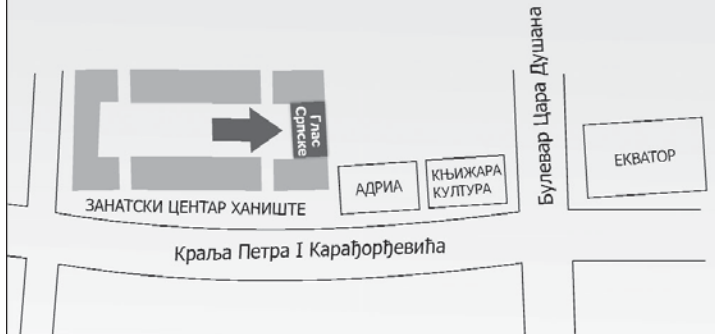 Булевар Цара Душана
Глас
Српске
ЕКВАТОР
АДРИА
КЊИЖАРА
КУЛТУРА
ЗАНАТСКИ ЦЕНТАР ХАНИШТЕ
Краља Петра I Карађорђевића